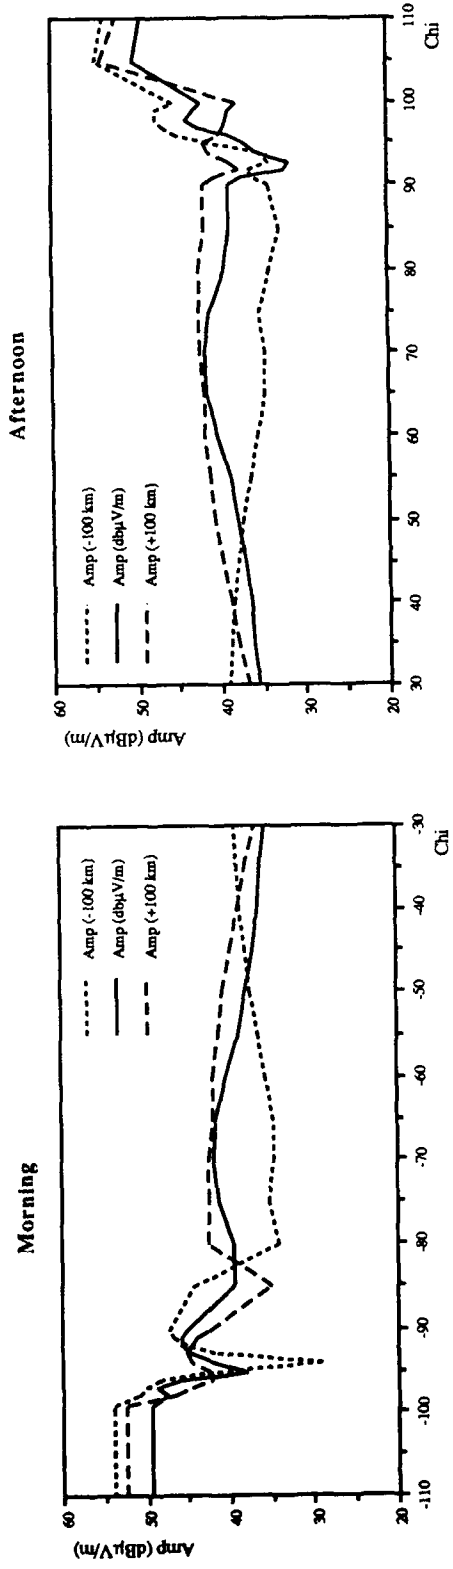 Morning
Amp (dBµV/m)
60
50
40
30
20
Amp (-100 km)
Amp (dbµV/m)
Amp (+100 km)
-110
-100
-90
-80
-70
-60
-50
-40
-30
Chi
Afternoon
Amp (dBµV/m)
60
50
40
30
20
Amp (-100 km)
Amp (dbµV/m)
Amp (+100 km)
30
40
50
60
70
80
90
100
110
Chi